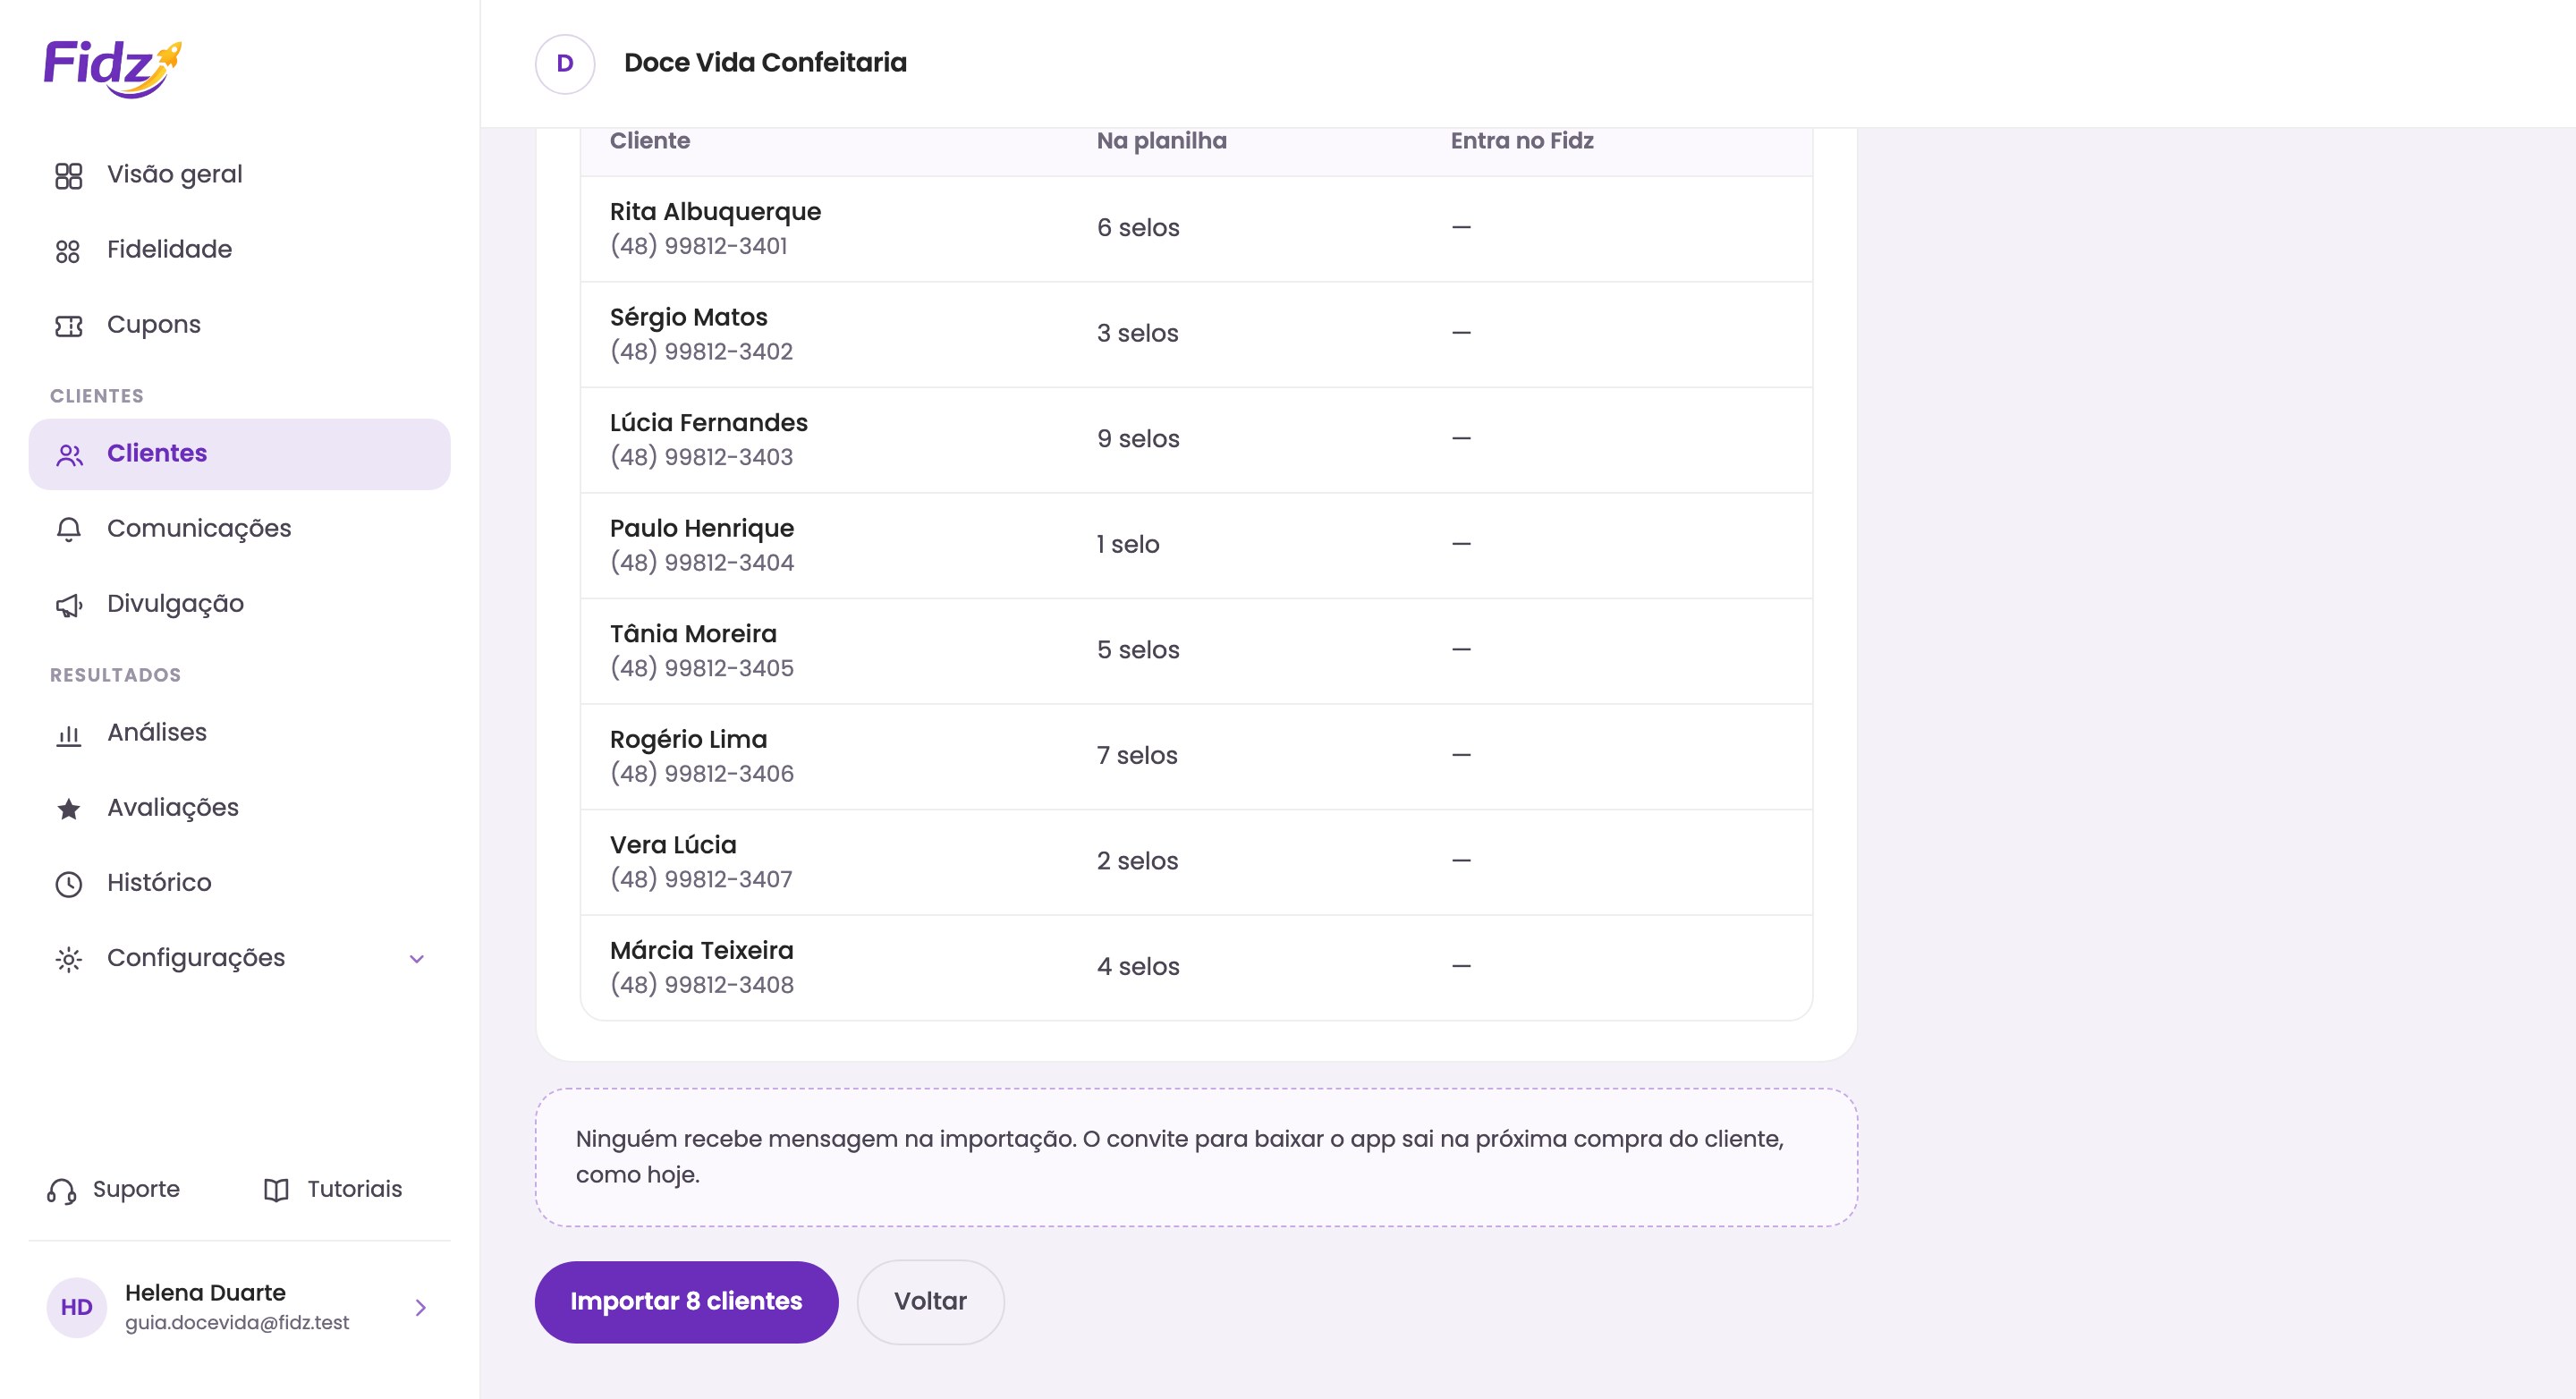 Fidz
Visão geral
Fidelidade
Cupons
CLIENTES
Clientes
Comunicações
Divulgação
RESULTADOS
Análises
Avaliações
Histórico
Configurações
Suporte
Tutoriais
HD
Helena Duarte
guia.docevida@fidz.test
D
Doce Vida Confeitaria
Cliente Na planilha Entra no Fidz
Rita Albuquerque
(48) 99812-3401
6 selos —
Sérgio Matos
(48) 99812-3402
3 selos —
Lúcia Fernandes
(48) 99812-3403
9 selos —
Paulo Henrique
(48) 99812-3404
1 selo —
Tânia Moreira
(48) 99812-3405
5 selos —
Rogério Lima
(48) 99812-3406
7 selos —
Vera Lúcia
(48) 99812-3407
2 selos —
Márcia Teixeira
(48) 99812-3408
4 selos —
Ninguém recebe mensagem na importação. O convite para baixar o app sai na próxima compra do cliente,
como hoje.
Importar 8 clientes
Voltar